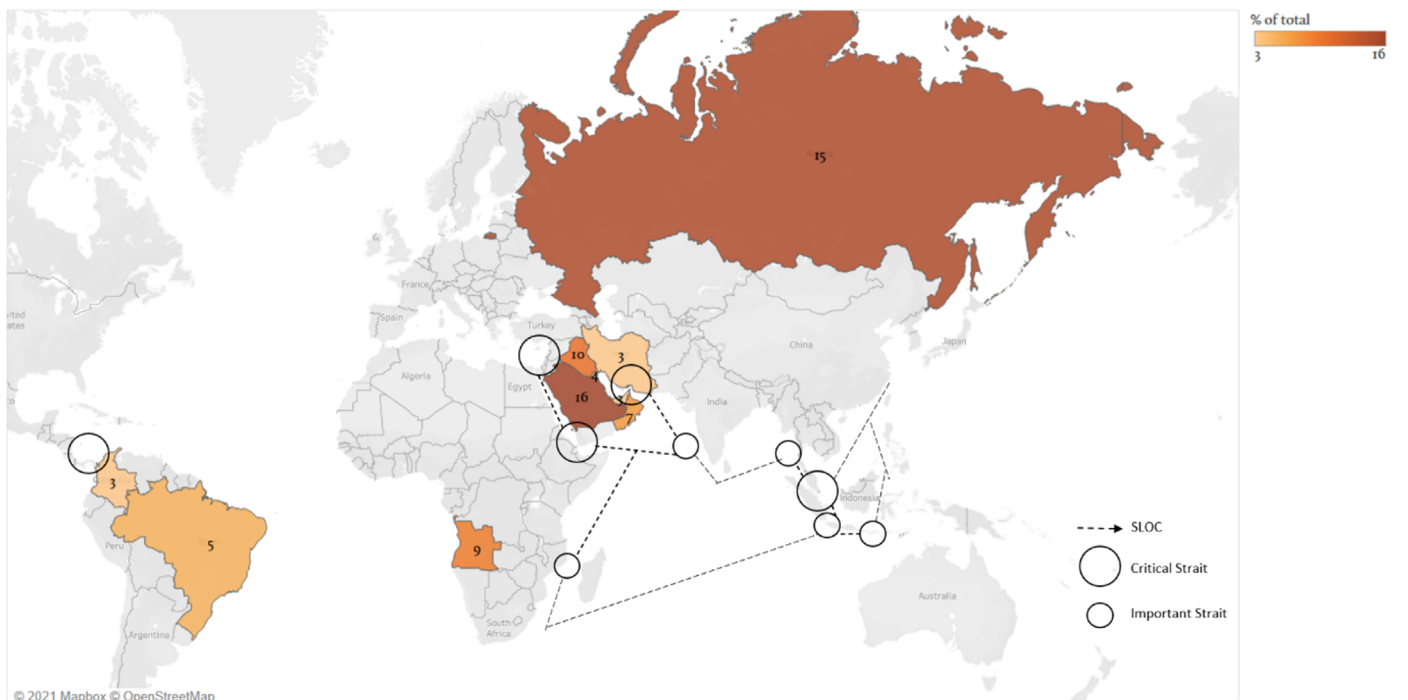 % of total
3 16
15
France
Spain
Turkey
Algeria
Egypt
10
3
4
16
3
7
China
Japan
India
Indonesia
3
5
Peru
9
South
Africa
Argentina
Australia
SLOC
Critical Strait
Important Strait
© 2021 Mapbox © OpenStreetMap